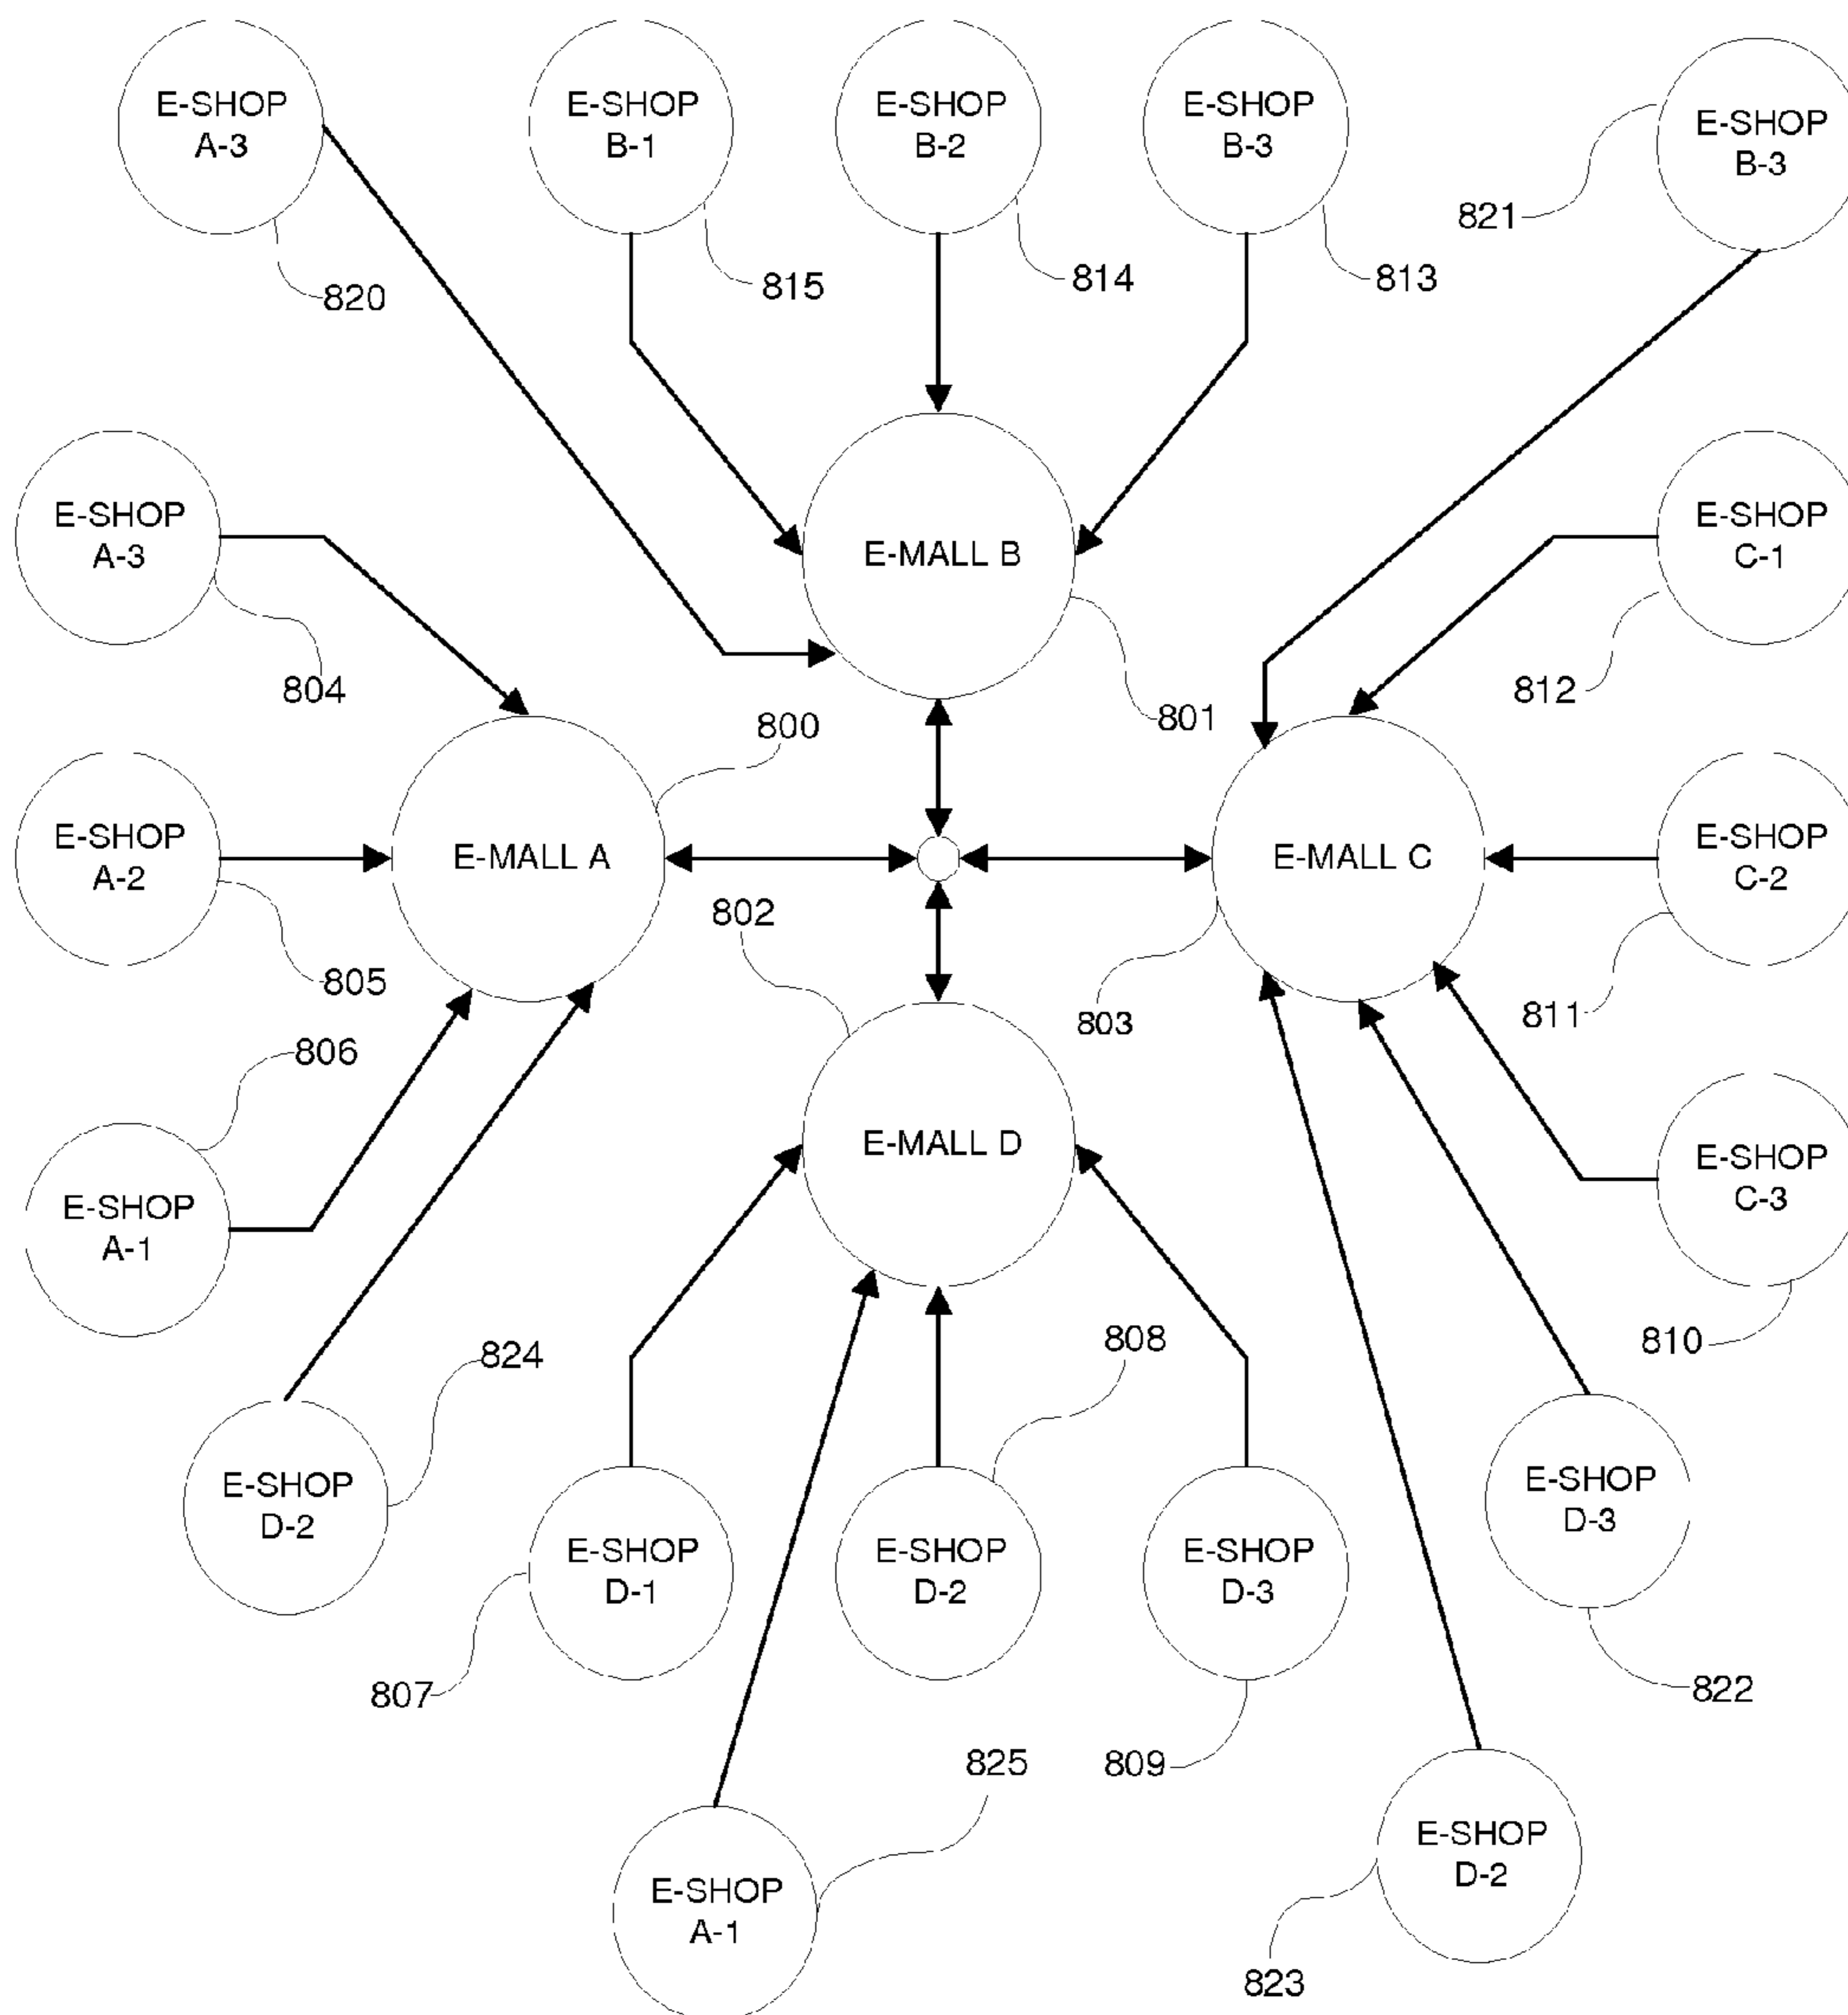 E-SHOP
A-3
E-SHOP
B-1
E-SHOP
B-2
E-SHOP
B-3
E-SHOP
B-3
821
820
815
814
813
E-SHOP
A-3
E-MALL B
E-SHOP
C-1
804
800
801
812
E-SHOP
A-2
E-MALL A
E-MALL C
E-SHOP
C-2
802
805
803
811
806
E-MALL D
E-SHOP
C-3
E-SHOP
A-1
824
808
810
E-SHOP
D-2
E-SHOP
D-1
E-SHOP
D-2
E-SHOP
D-3
E-SHOP
D-3
807
822
809
825
E-SHOP
A-1
E-SHOP
D-2
823